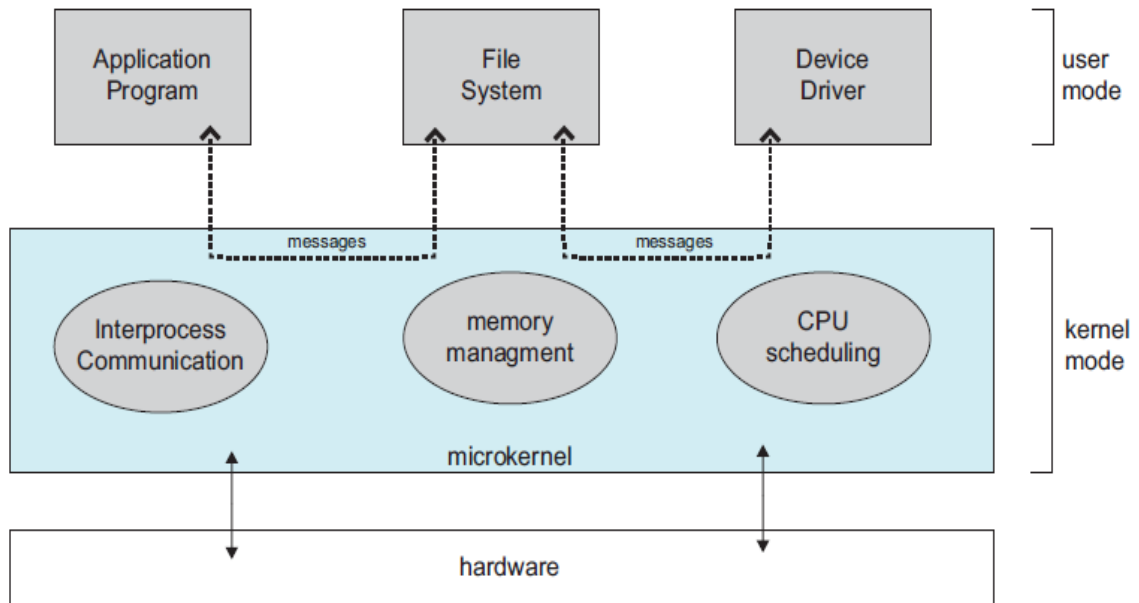 Application
Program
File
System
Device
Driver
user
mode
messages
messages
Interprocess
Communication
memory
managment
CPU
scheduling
kernel
mode
microkernel
hardware